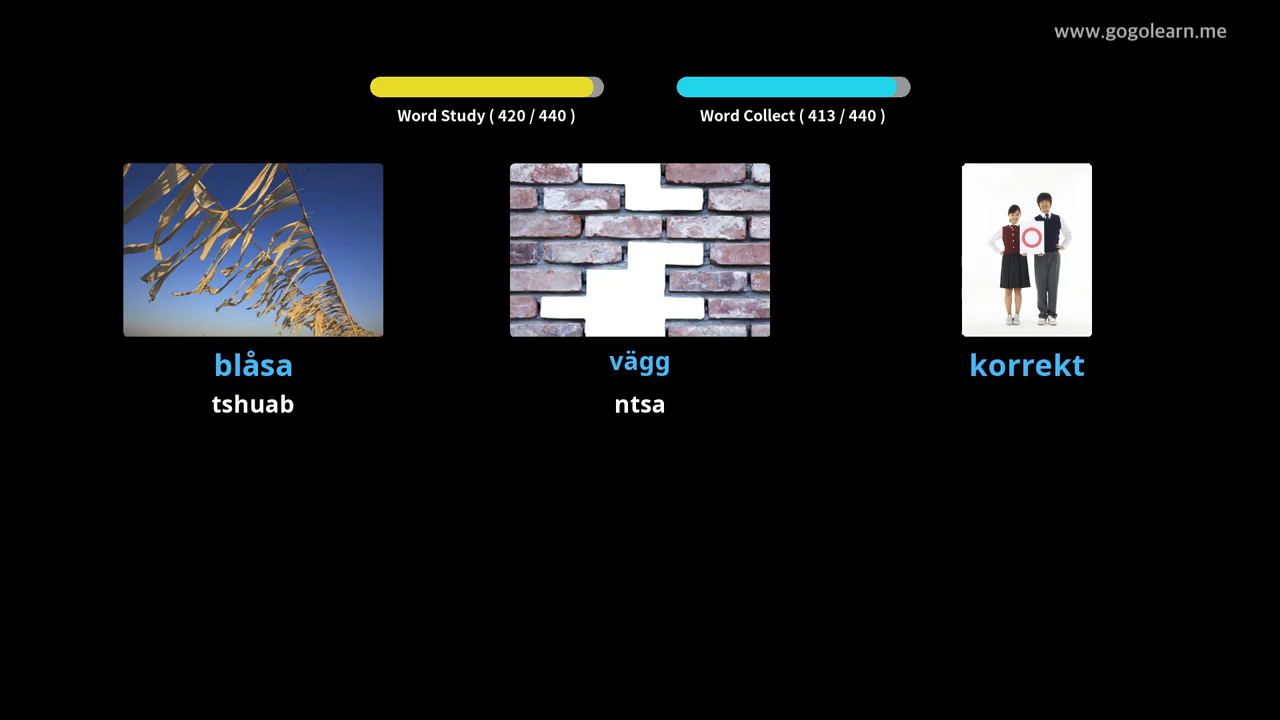 www.gogolearn.me
Word Study ( 420 / 440 )
Word Collect ( 413 / 440 )
blåsa
tshuab
vägg
ntsa
korrekt